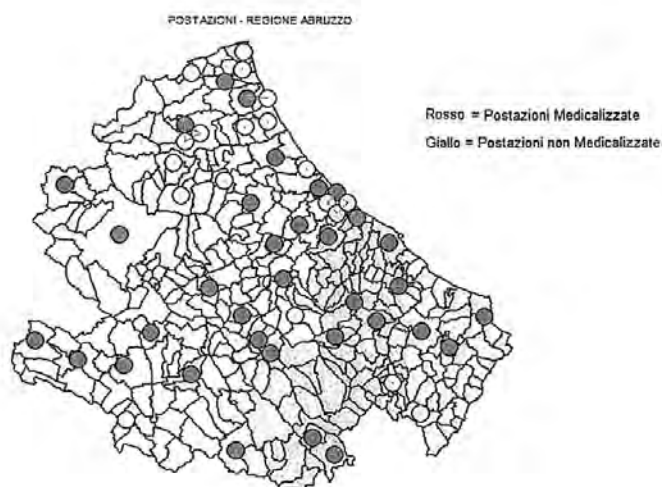 POSTAZIONI - REGIONE ABRUZZO
Rosso = Postazioni Medicalizzate
Giallo = Postazioni non Medicalizzate